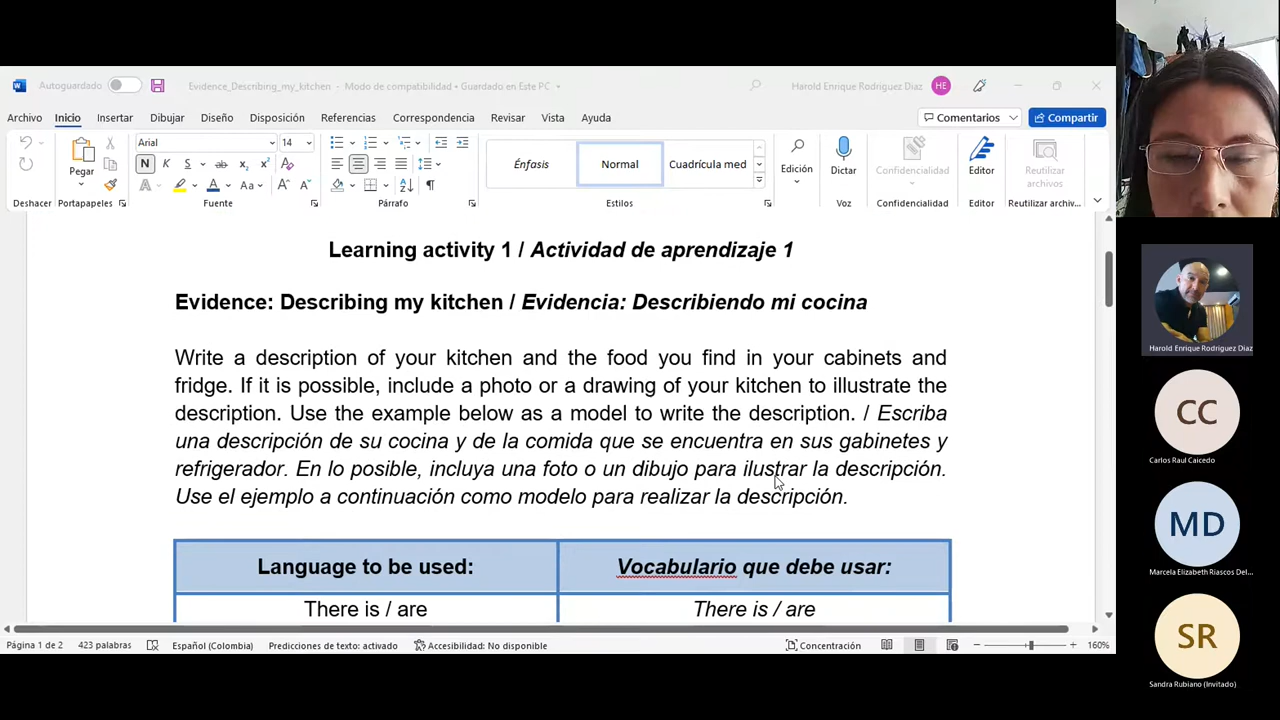 Autoguardado
Evidence_Describing_my_kitchen - Modo de compatibilidad • Guardado en Este PC
Harold Enrique Rodriguez Diaz HE
Archivo Inicio Insertar Dibujar Diseño Disposición Referencias Correspondencia Revisar Vista Ayuda
Comentarios Compartir
Arial 14
Pegar
N K S ab x₂ x²
A A Aa A A
Énfasis Normal Cuadrícula med
Edición Dictar Confidencialidad Editor Reutilizar archivos
Deshacer Portapapeles Fuente Párrafo Estilos Voz Confidencialidad Editor Reutilizar archiv...
Learning activity 1 / Actividad de aprendizaje 1
Evidence: Describing my kitchen / Evidencia: Describiendo mi cocina
Write a description of your kitchen and the food you find in your cabinets and
fridge. If it is possible, include a photo or a drawing of your kitchen to illustrate the
description. Use the example below as a model to write the description. / Escriba
una descripción de su cocina y de la comida que se encuentra en sus gabinetes y
refrigerador. En lo posible, incluya una foto o un dibujo para ilustrar la descripción.
Use el ejemplo a continuación como modelo para realizar la descripción.
Language to be used: Vocabulario que debe usar:
There is / are There is / are
Página 1 de 2 423 palabras Español (Colombia) Predicciones de texto: activado Accesibilidad: No disponible Concentración 160%
Harold Enrique Rodriguez Diaz
CC
Carlos Raul Caicedo
MD
Marcela Elizabeth Riascos Del...
SR
Sandra Rubiano (Invitado)